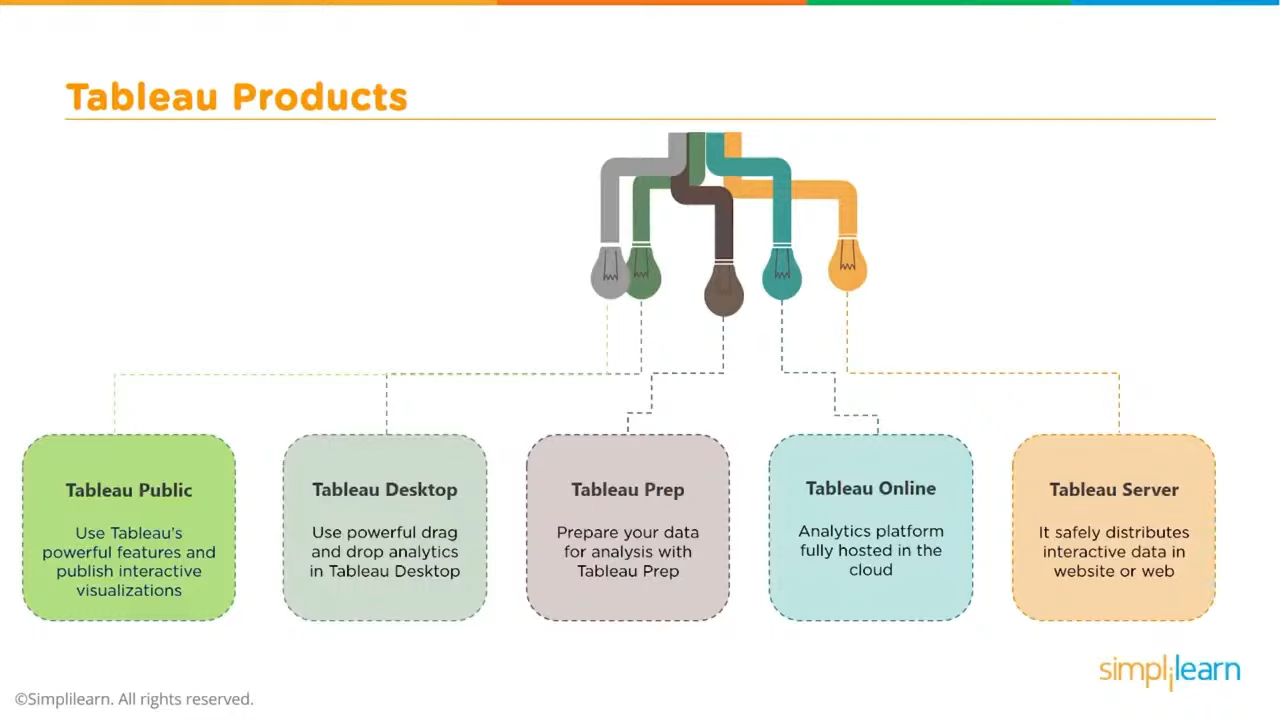 Tableau Products
Tableau Public
Use Tableau's
powerful features and
publish interactive
visualizations
Tableau Desktop
Use powerful drag
and drop analytics
in Tableau Desktop
Tableau Prep
Prepare your data
for analysis with
Tableau Prep
Tableau Online
Analytics platform
fully hosted in the
cloud
Tableau Server
It safely distributes
interactive data in
website or web
simplilearn
©Simplilearn. All rights reserved.